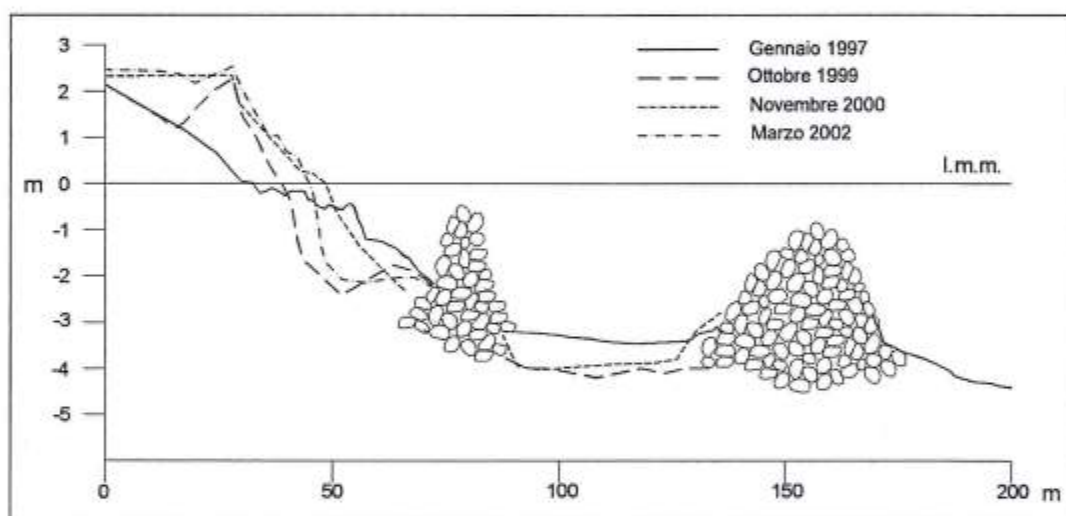 3
Gennaio 1997
2
Ottobre 1999
Novembre 2000
1
Marzo 2002
l.m.m.
m 0
-1
-2
-3
-4
-5
0 50 100 150 200 m